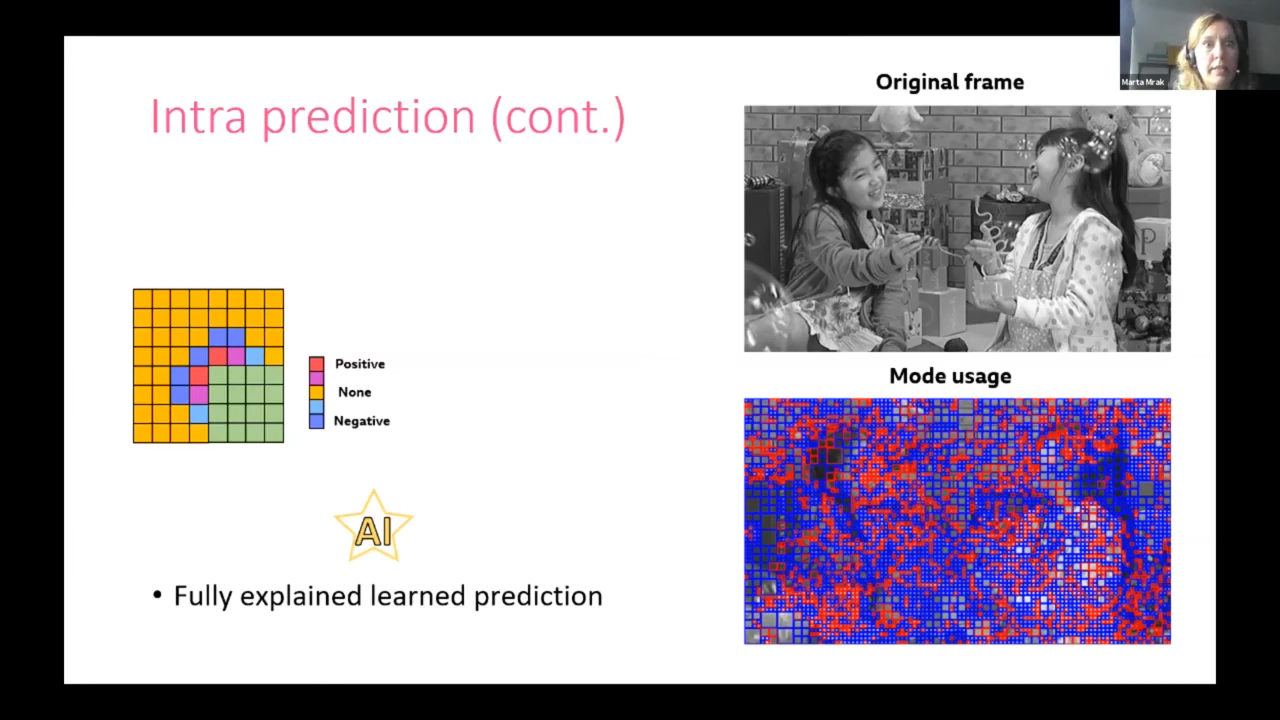 Marta Mrak
Intra prediction (cont.)
Original frame
P
Positive
None
Negative
Mode usage
AI
• Fully explained learned prediction